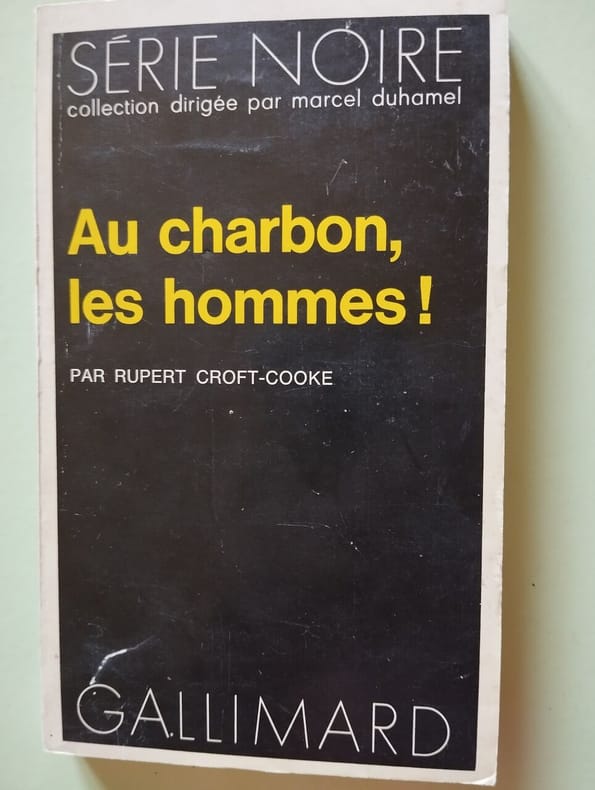 SÉRIE NOIRE
collection dirigée par marcel duhamel
Au charbon,
les hommes !
PAR RUPERT CROFT-COOKE
GALLIMARD